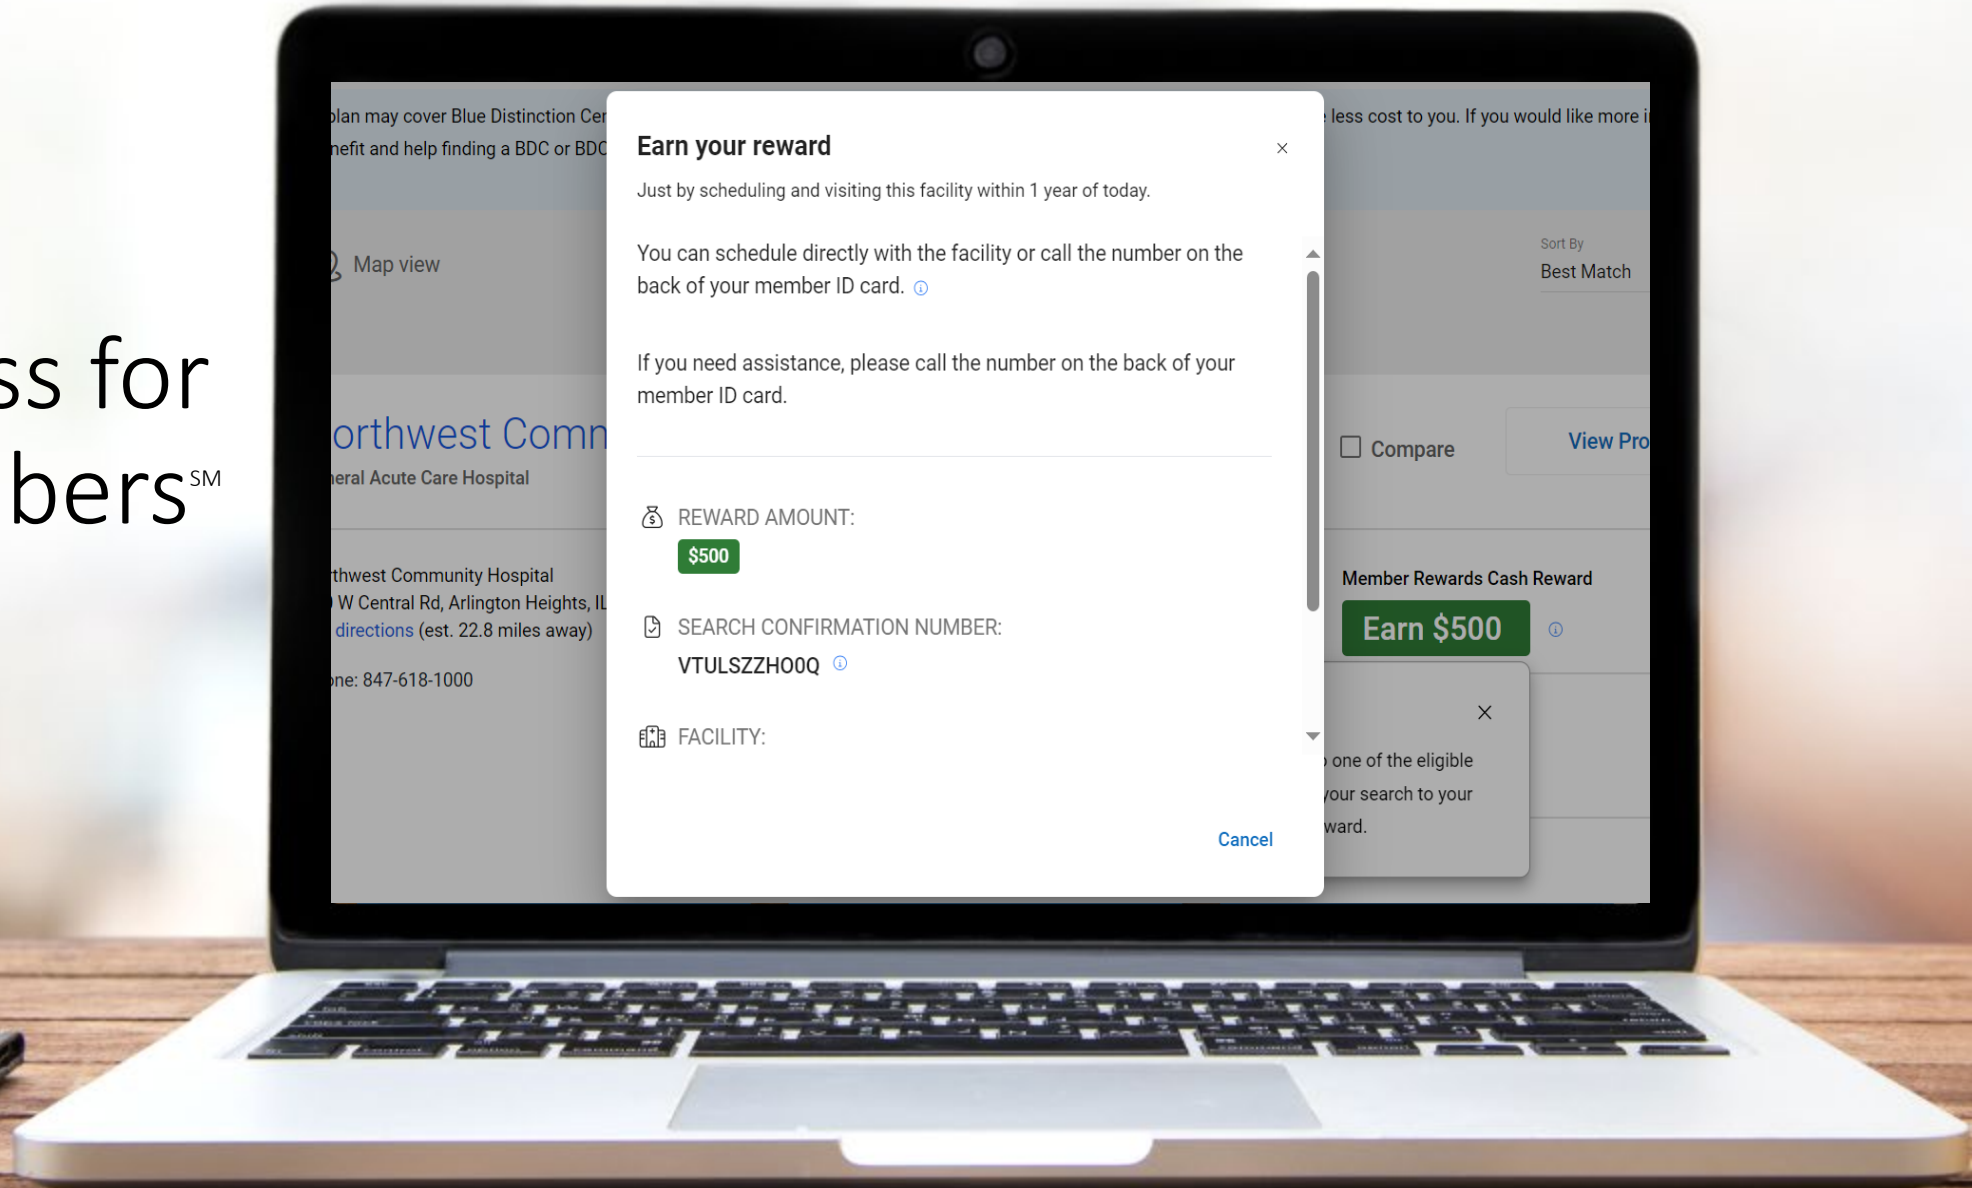 ss for
bers℠
plan may cover Blue Distinction Cen
less cost to you. If you would like more i
nefit and help finding a BDC or BDC
Map view
Sort By
Best Match
orthwest Comm
neral Acute Care Hospital
Compare
View Pro
thwest Community Hospital
W Central Rd, Arlington Heights, IL
directions (est. 22.8 miles away)
one: 847-618-1000
Earn your reward
×
Just by scheduling and visiting this facility within 1 year of today.
You can schedule directly with the facility or call the number on the
back of your member ID card.
If you need assistance, please call the number on the back of your
member ID card.
REWARD AMOUNT:
$500
SEARCH CONFIRMATION NUMBER:
VTULSZZHO0Q
FACILITY:
Cancel
Member Rewards Cash Reward
Earn $500
one of the eligible
your search to your
ward.